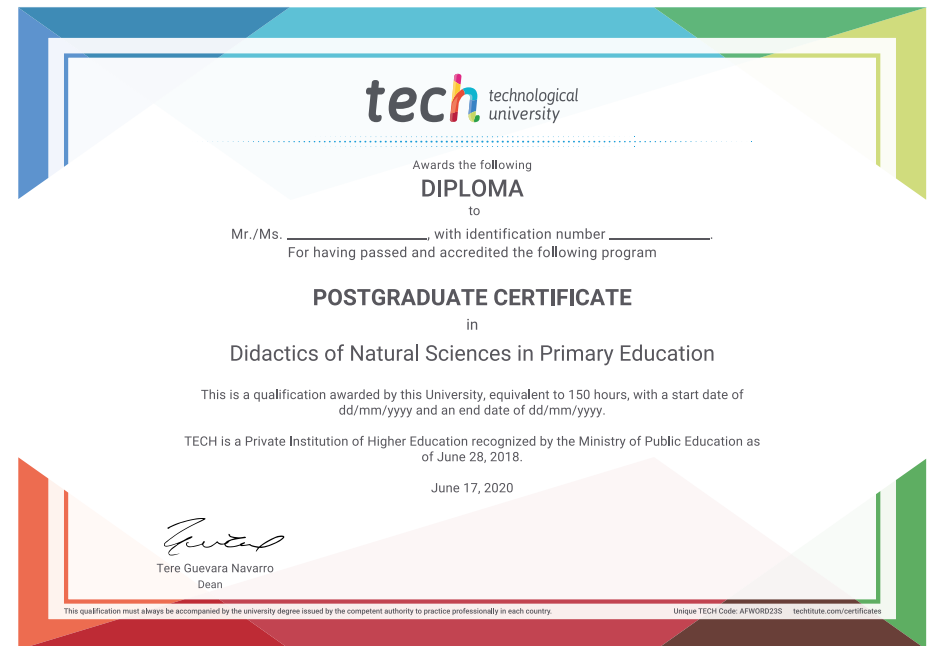 tech technological
university
Awards the following
DIPLOMA
to
Mr./Ms. ____________________, with identification number ______________.
For having passed and accredited the following program
POSTGRADUATE CERTIFICATE
in
Didactics of Natural Sciences in Primary Education
This is a qualification awarded by this University, equivalent to 150 hours, with a start date of
dd/mm/yyyy and an end date of dd/mm/yyyy.
TECH is a Private Institution of Higher Education recognized by the Ministry of Public Education as
of June 28, 2018.
June 17, 2020
Tere Guevara Navarro
Dean
This qualification must always be accompanied by the university degree issued by the competent authority to practice professionally in each country.
Unique TECH Code: AFWORD23S techtitute.com/certificates